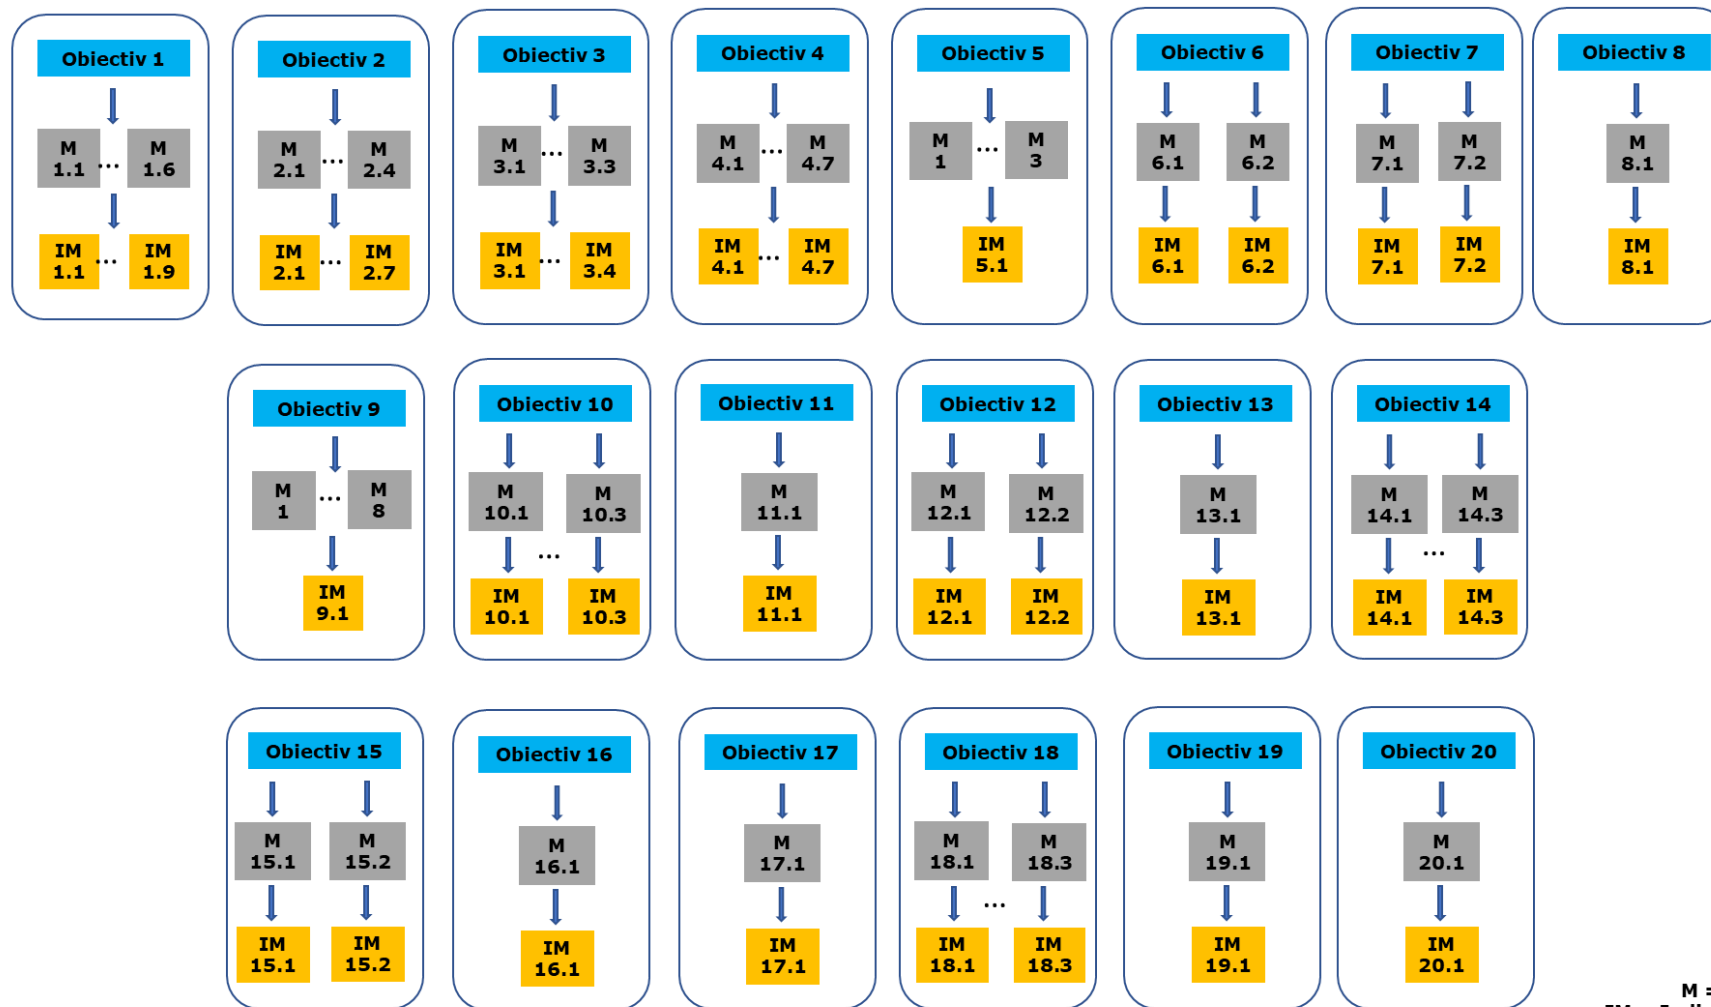 Obiectiv 1 Obiectiv 2 Obiectiv 3 Obiectiv 4 Obiectiv 5 Obiectiv 6 Obiectiv 7 Obiectiv 8
M 1.1 ... M 1.6
M 2.1 ... M 2.4
M 3.1 ... M 3.3
M 4.1 ... M 4.7
M 1 ... M 3
M 6.1 M 6.2
M 7.1 M 7.2
M 8.1
IM 1.1 ... IM 1.9
IM 2.1 ... IM 2.7
IM 3.1 ... IM 3.4
IM 4.1 ... IM 4.7
IM 5.1
IM 6.1 IM 6.2
IM 7.1 IM 7.2
IM 8.1
Obiectiv 9 Obiectiv 10 Obiectiv 11 Obiectiv 12 Obiectiv 13 Obiectiv 14
M 1 ... M 8
M 10.1 M 10.3
M 11.1
M 12.1 M 12.2
M 13.1
M 14.1 M 14.3
... ...
IM 9.1
IM 10.1 IM 10.3
IM 11.1
IM 12.1 IM 12.2
IM 13.1
IM 14.1 IM 14.3
Obiectiv 15 Obiectiv 16 Obiectiv 17 Obiectiv 18 Obiectiv 19 Obiectiv 20
M 15.1 M 15.2
M 16.1
M 17.1
M 18.1 M 18.3
M 19.1
M 20.1
...
IM 15.1 IM 15.2
IM 16.1
IM 17.1
IM 18.1 IM 18.3
IM 19.1
IM 20.1
M =